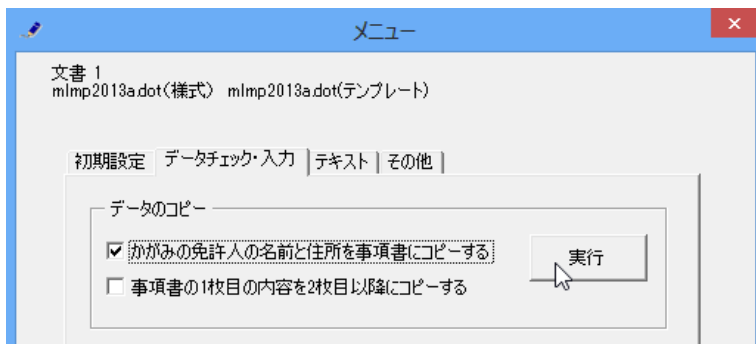 メニュー
文書 1
mlmp2013a.dot(様式) mlmp2013a.dot(テンプレート)
初期設定 データチェック・入力 テキスト その他
データのコピー
かがみの免許人の名前と住所を事項書にコピーする
実行
事項書の1枚目の内容を2枚目以降にコピーする